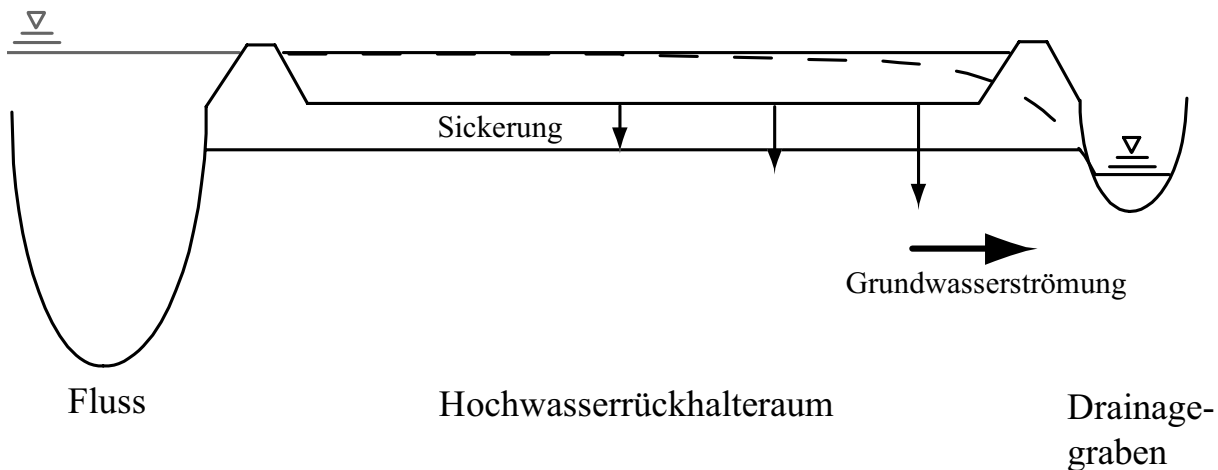 Sickerung
Grundwasserströmung
Fluss
Hochwasserrückhalteraum
Drainage-
graben